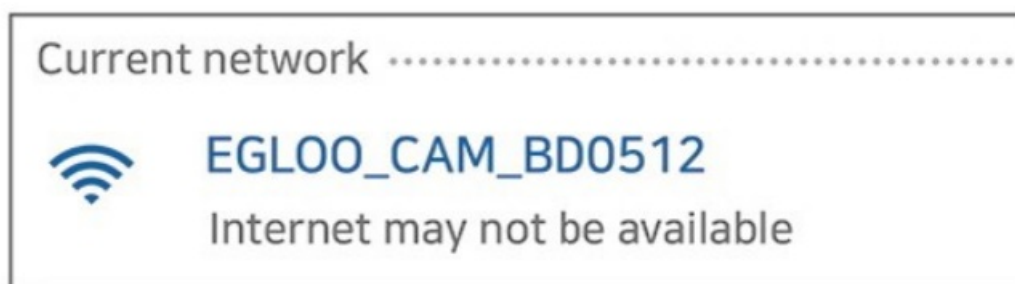 Current network
EGLOO_CAM_BD0512
Internet may not be available